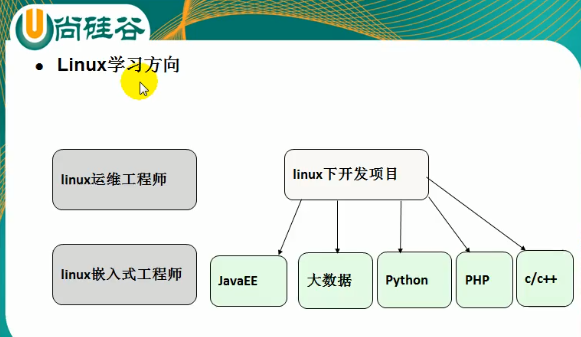 尚硅谷
Linux学习方向
linux运维工程师
linux下开发项目
linux嵌入式工程师
JavaEE
大数据
Python
PHP
c/c++